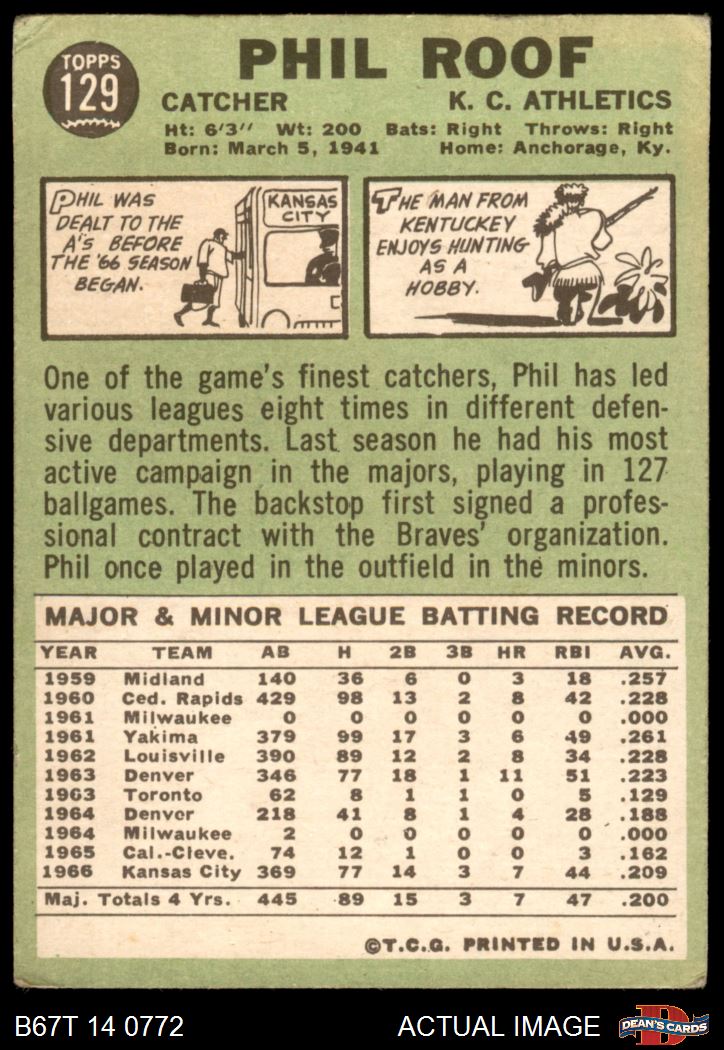 TOPPS
129
PHIL ROOF
CATCHER K. C. ATHLETICS
Ht: 6'3" Wt: 200 Bats: Right Throws: Right
Born: March 5, 1941 Home: Anchorage, Ky.
PHIL WAS
DEALT TO THE
A'S BEFORE
THE '66 SEASON
BEGAN.
KANSAS
CITY
THE MAN FROM
KENTUCKEY
ENJOYS HUNTING
AS A
HOBBY.
One of the game's finest catchers, Phil has led
various leagues eight times in different defen-
sive departments. Last season he had his most
active campaign in the majors, playing in 127
ballgames. The backstop first signed a profes-
sional contract with the Braves' organization.
Phil once played in the outfield in the minors.
MAJOR & MINOR LEAGUE BATTING RECORD
YEAR TEAM AB H 2B 3B HR RBI AVG.
1959 Midland 140 36 6 0 3 18 .257
1960 Ced. Rapids 429 98 13 2 8 42 .228
1961 Milwaukee 0 0 0 0 0 0 .000
1961 Yakima 379 99 17 3 6 49 .261
1962 Louisville 390 89 12 2 8 34 .228
1963 Denver 346 77 18 1 11 51 .223
1963 Toronto 62 8 1 1 0 5 .129
1964 Denver 218 41 8 1 4 28 .188
1964 Milwaukee 2 0 0 0 0 0 .000
1965 Cal.-Cleve. 74 12 1 0 0 3 .162
1966 Kansas City 369 77 14 3 7 44 .209
Maj. Totals 4 Yrs. 445 89 15 3 7 47 .200
©T.C.G. PRINTED IN U.S.A.
B67T 14 0772 ACTUAL IMAGE
D
DEAN'S CARDS